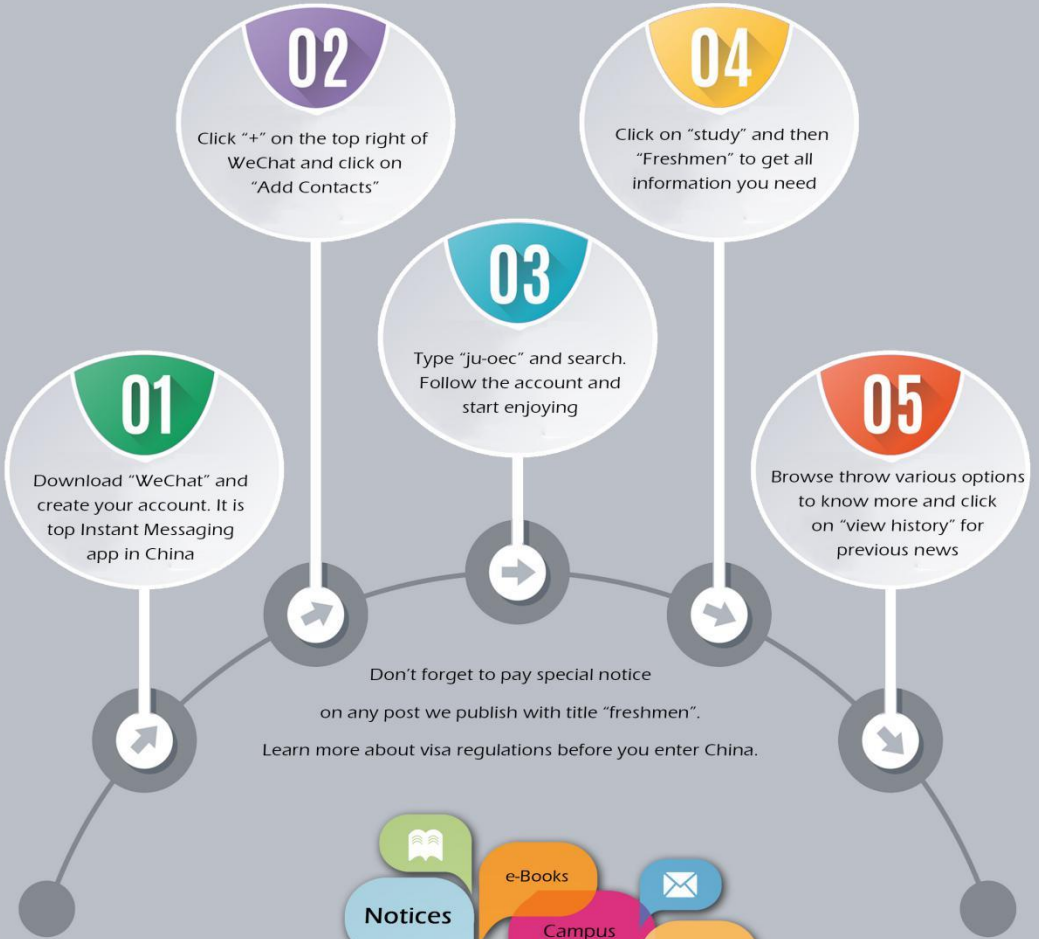 01
Download “WeChat” and
create your account. It is
top Instant Messaging
app in China
02
Click “+” on the top right of
WeChat and click on
“Add Contacts”
03
Type “ju-oec” and search.
Follow the account and
start enjoying
04
Click on “study” and then
“Freshmen” to get all
information you need
05
Browse throw various options
to know more and click
on “view history” for
previous news
Don’t forget to pay special notice
on any post we publish with title “freshmen”.
Learn more about visa regulations before you enter China.
e-Books
Notices
Campus